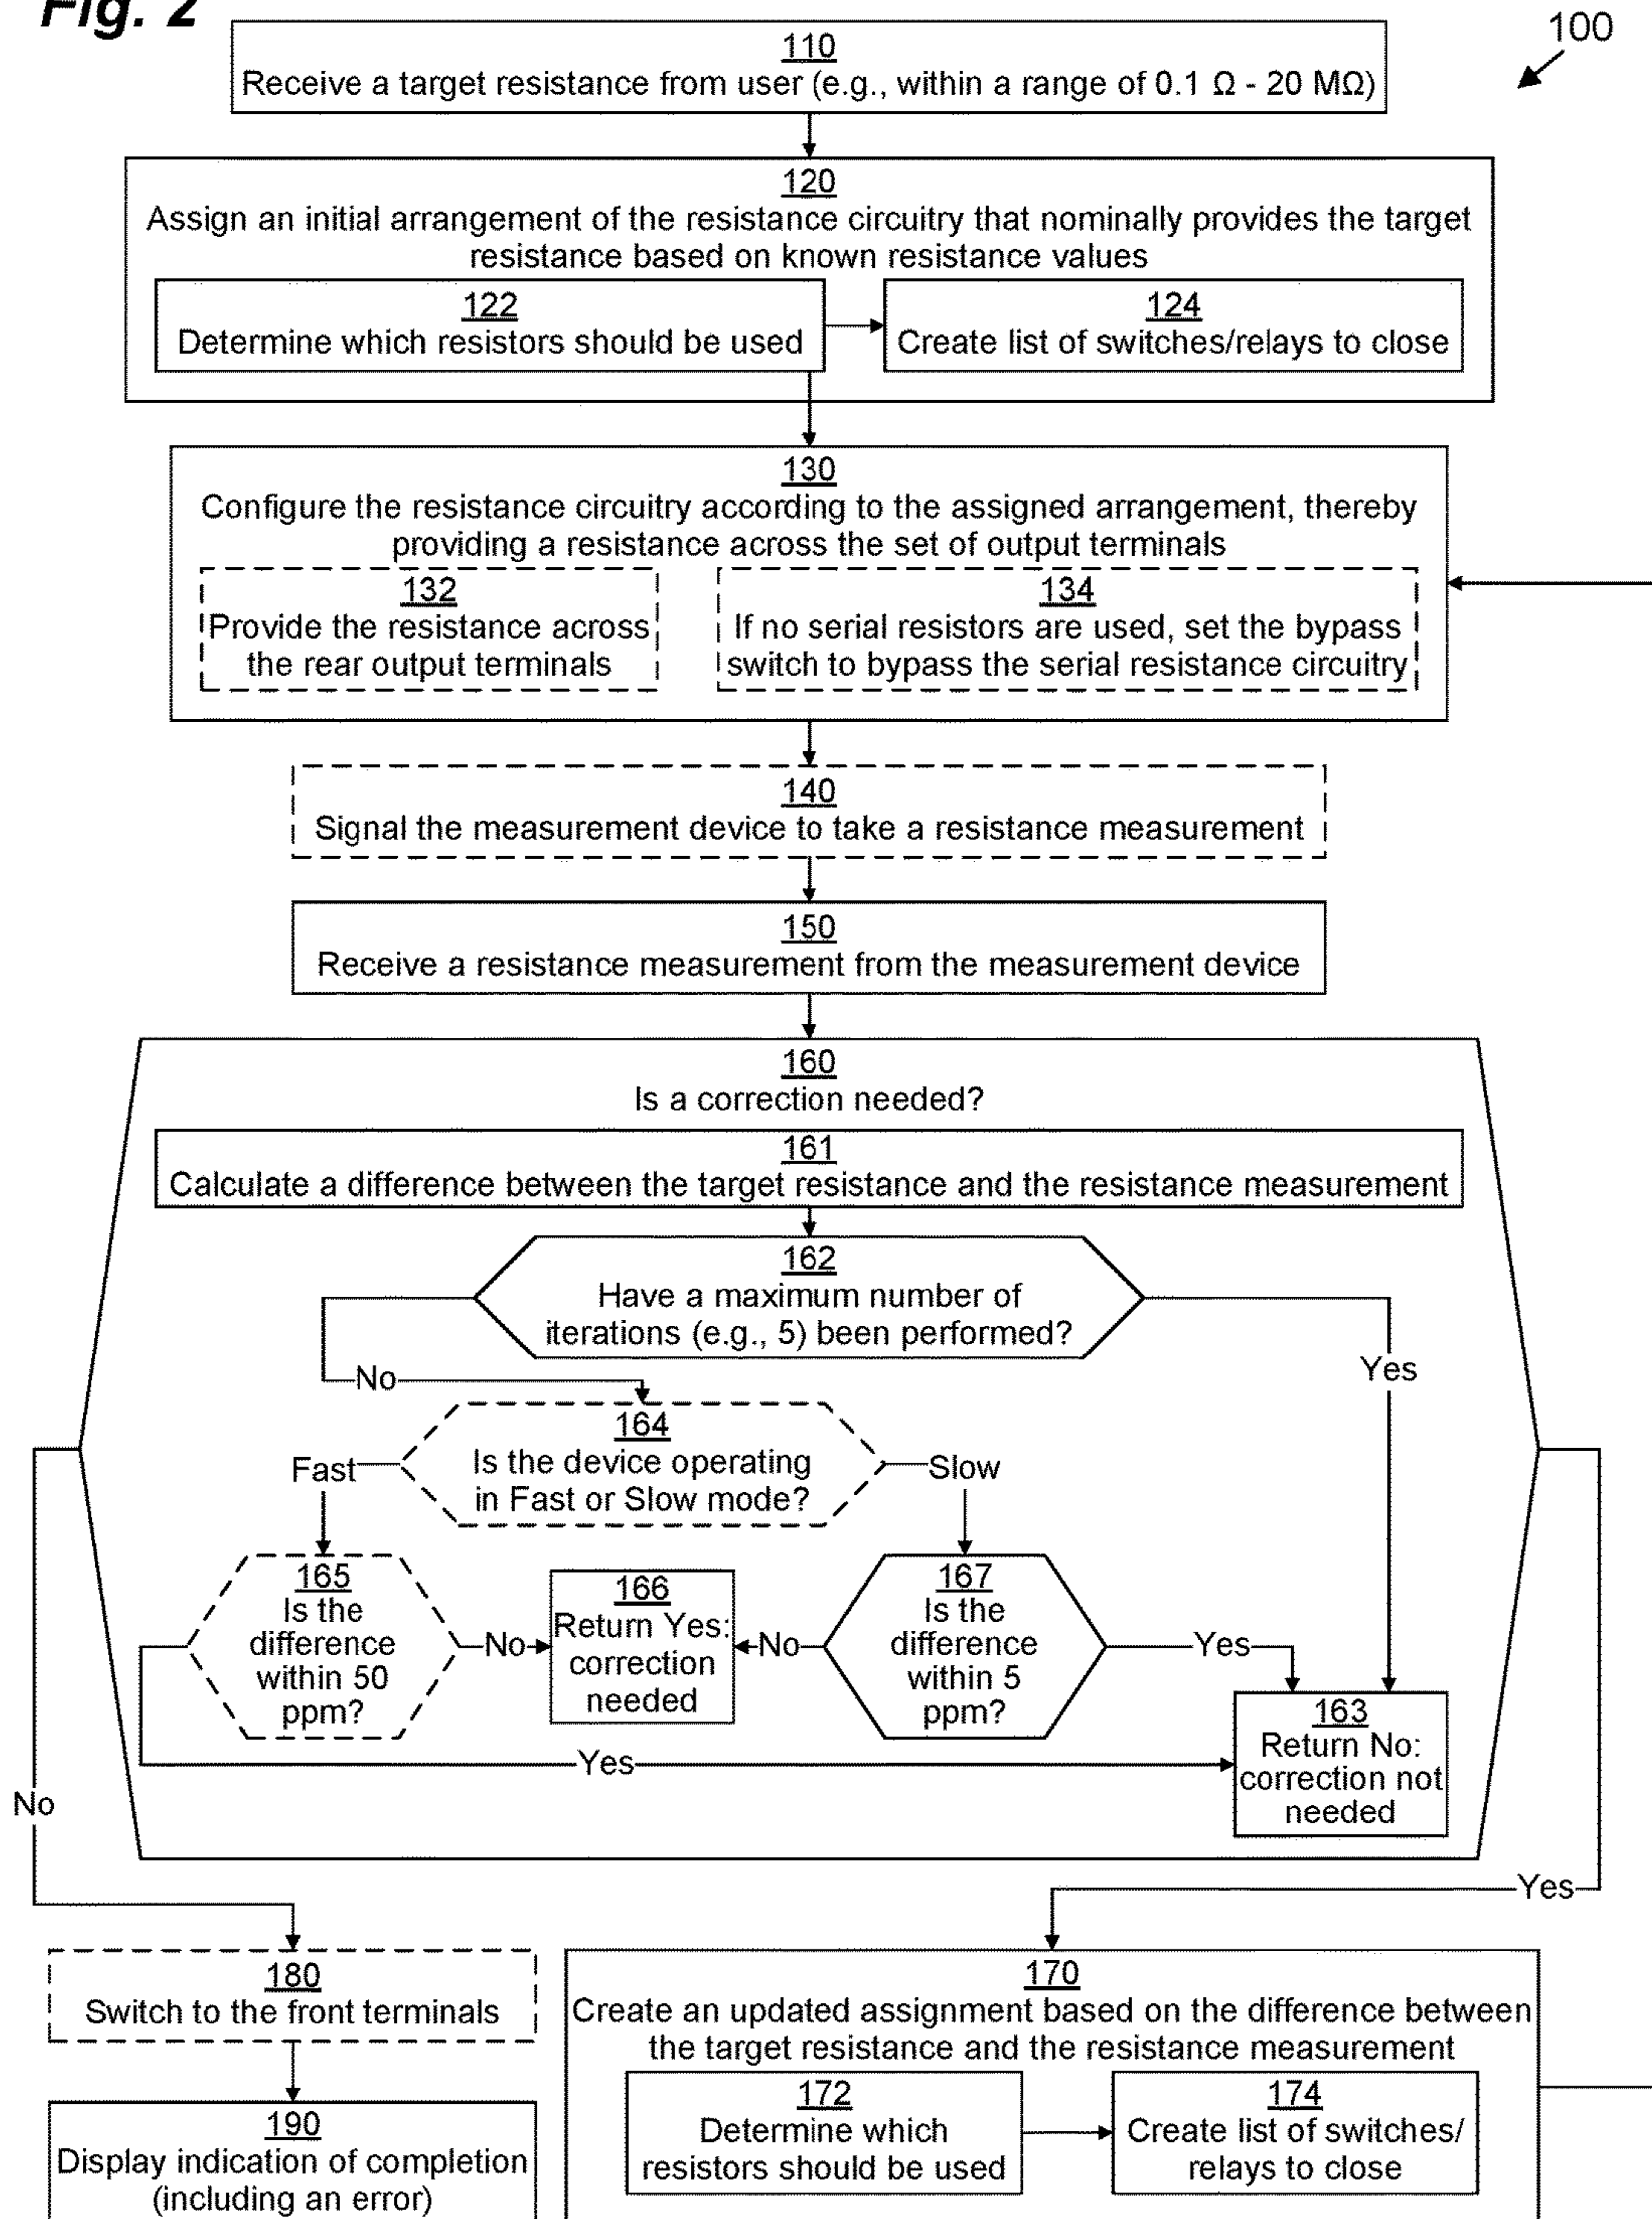 Fig. 2
100
110
Receive a target resistance from user (e.g., within a range of 0.1 Ω - 20 MΩ)
120
Assign an initial arrangement of the resistance circuitry that nominally provides the target
resistance based on known resistance values
122
Determine which resistors should be used
124
Create list of switches/relays to close
130
Configure the resistance circuitry according to the assigned arrangement, thereby
providing a resistance across the set of output terminals
132
Provide the resistance across
the rear output terminals
134
If no serial resistors are used, set the bypass
switch to bypass the serial resistance circuitry
140
Signal the measurement device to take a resistance measurement
150
Receive a resistance measurement from the measurement device
160
Is a correction needed?
161
Calculate a difference between the target resistance and the resistance measurement
162
Have a maximum number of
iterations (e.g., 5) been performed?
Yes
No
164
Is the device operating
in Fast or Slow mode?
Fast
Slow
165
Is the
difference
within 50
ppm?
No
166
Return Yes:
correction
needed
No
167
Is the
difference
within 5
ppm?
Yes
163
Return No:
correction not
needed
Yes
No
Yes
180
Switch to the front terminals
190
Display indication of completion
(including an error)
170
Create an updated assignment based on the difference between
the target resistance and the resistance measurement
172
Determine which
resistors should be used
174
Create list of switches/
relays to close